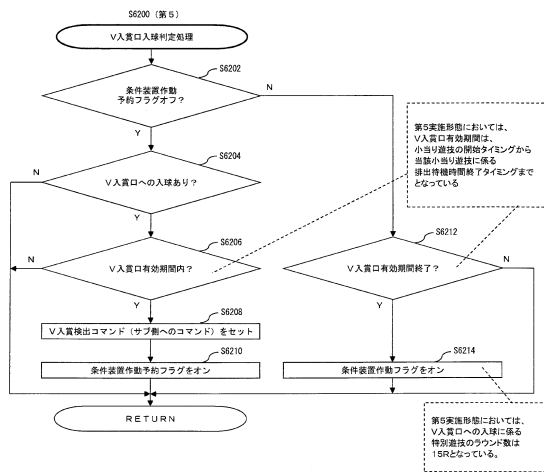 S6200（第５）
Ｖ入賞口入球判定処理
S6202
条件装置作動
予約フラグオフ？
N
Y
S6204
Ｖ入賞口への入球あり？
N
Y
S6206
Ｖ入賞口有効期間内？
N
Y
S6208
Ｖ入賞検出コマンド（サブ側へのコマンド）をセット
S6210
条件装置作動予約フラグをオン
ＲＥＴＵＲＮ
第５実施形態においては、
Ｖ入賞口有効期間は、
小当り遊技の開始タイミングから
当該小当り遊技に係る
排出待機時間終了タイミングまで
となっている
S6212
Ｖ入賞口有効期間終了？
N
Y
S6214
条件装置作動フラグをオン
第５実施形態においては、
Ｖ入賞口への入球に係る
特別遊技のラウンド数は
１５Ｒとなっている。